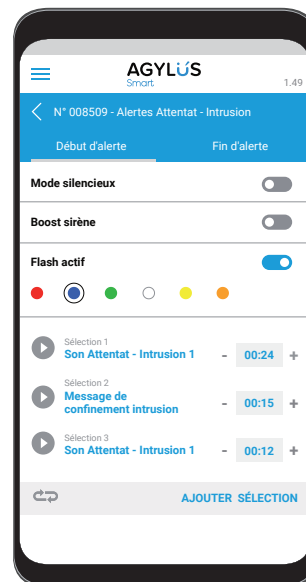 AGYLÚS
Smart
1.49
N° 008509 - Alertes Attentat - Intrusion
Début d'alerte
Fin d'alerte
Mode silencieux
Boost sirène
Flash actif
Sélection 1
Son Attentat - Intrusion 1
- 00:24 +
Sélection 2
Message de
confinement intrusion
- 00:15 +
Sélection 3
Son Attentat - Intrusion 1
- 00:12 +
AJOUTER SÉLECTION